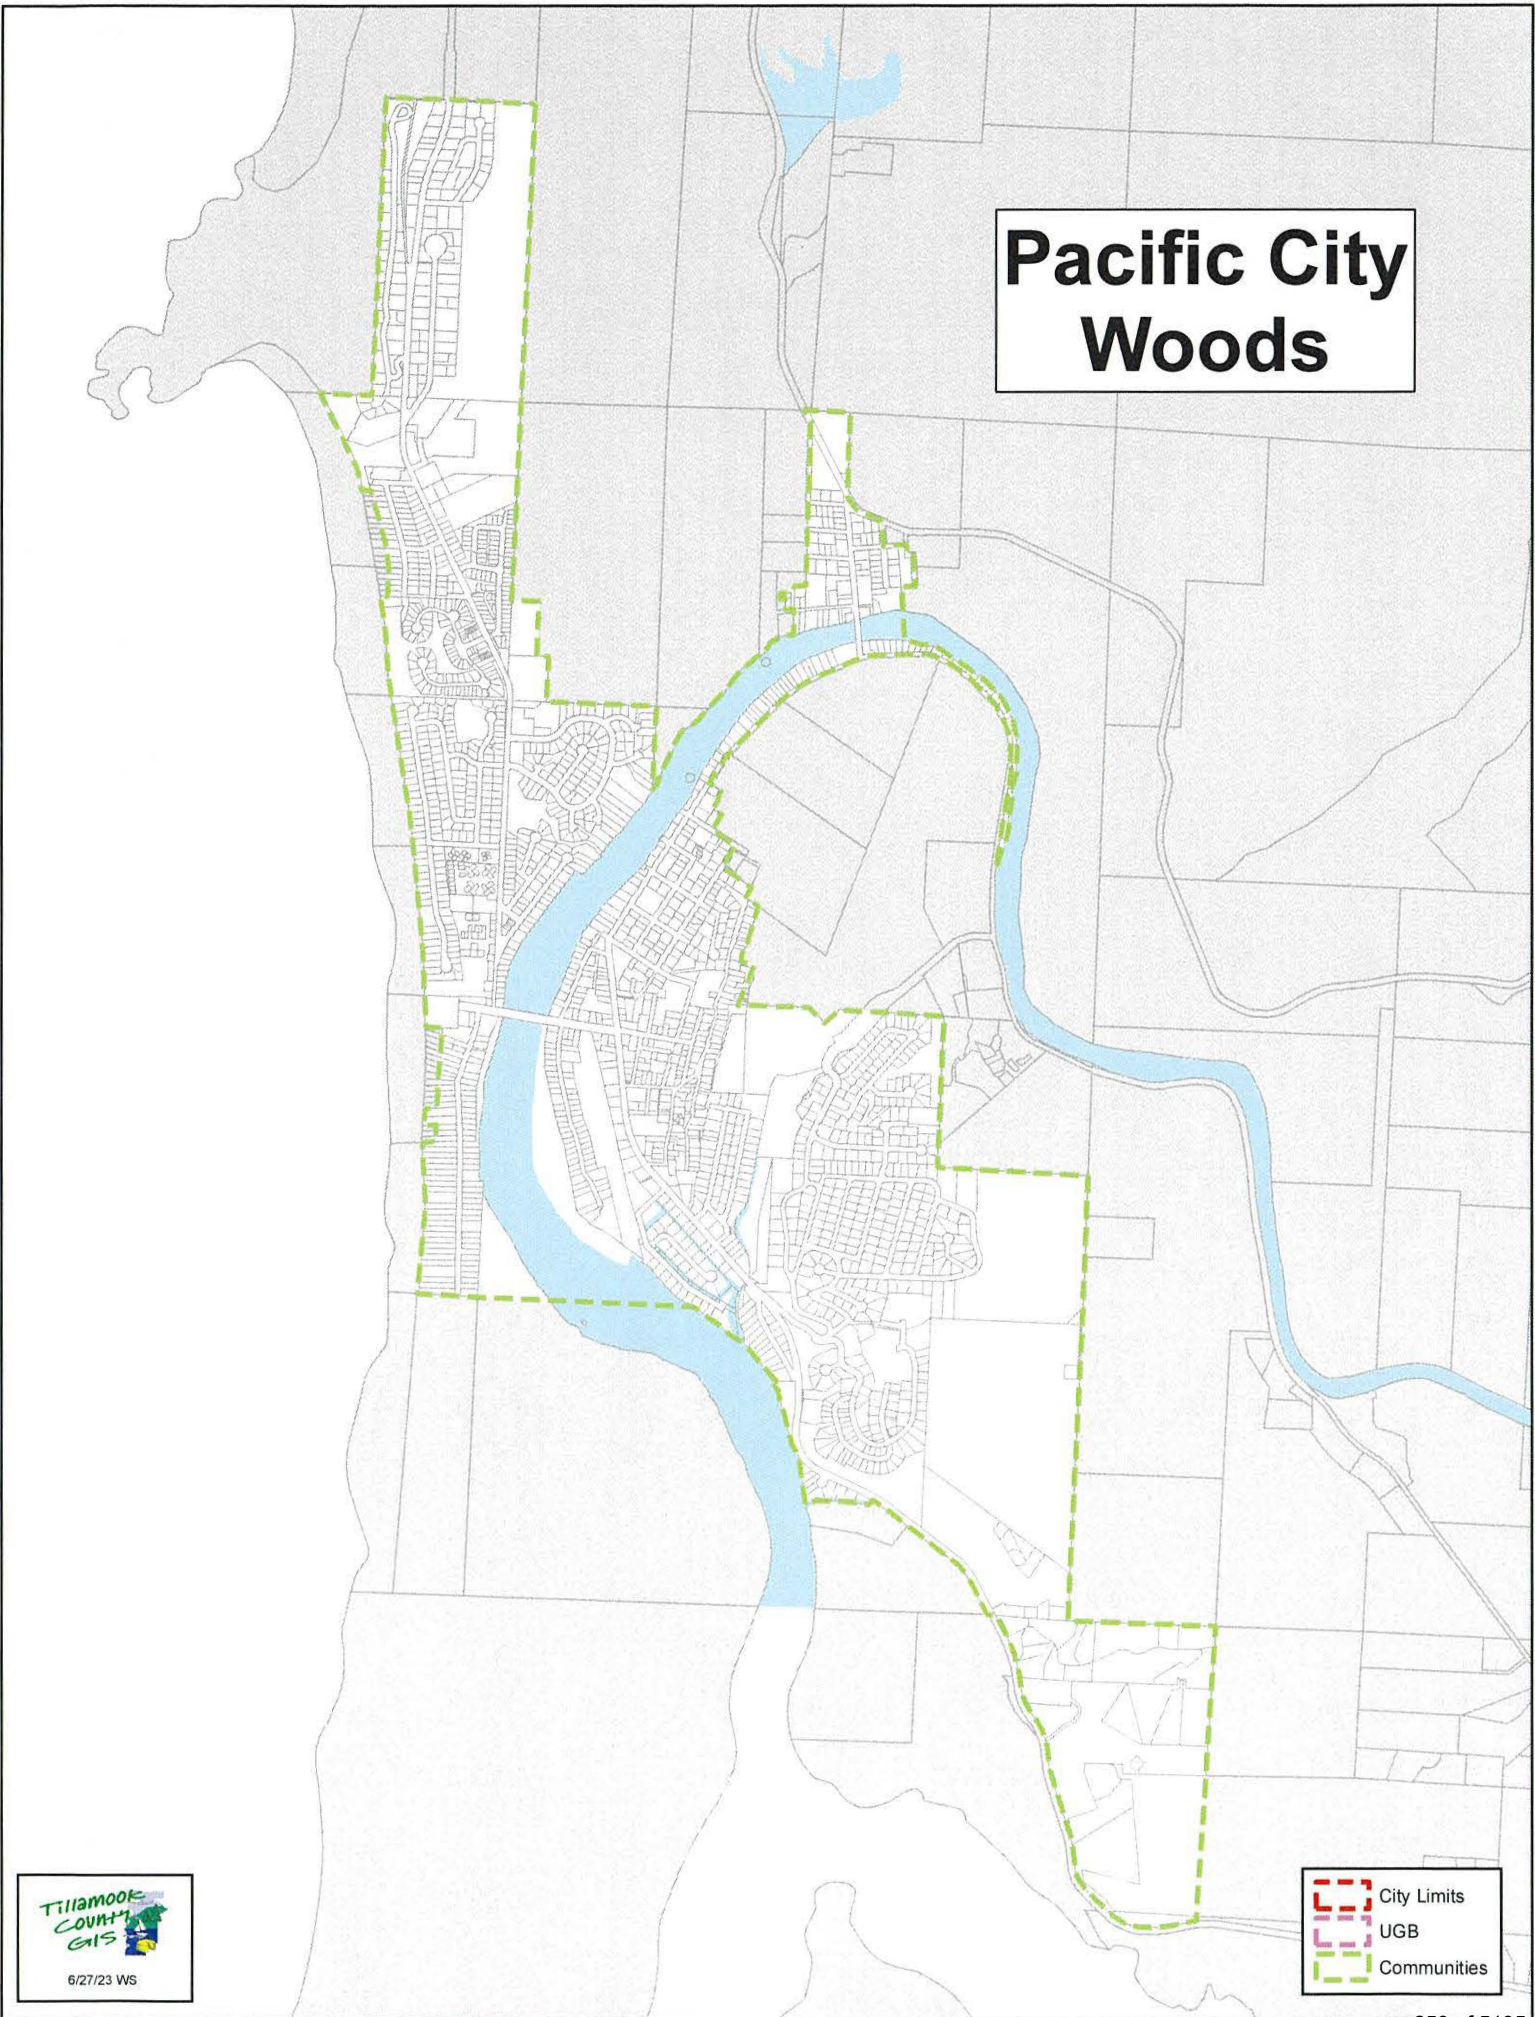 Pacific City
Woods
Tillamook
County
GIS
6/27/23 WS
City Limits
UGB
Communities